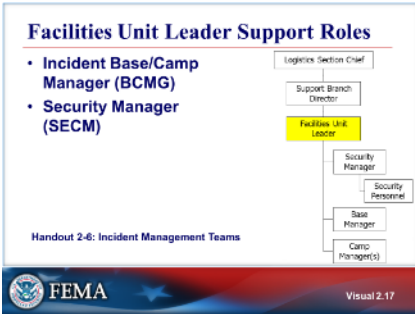 Facilities Unit Leader Support Roles
• Incident Base/Camp
Manager (BCMG)
• Security Manager
(SECM)
Logistics Section Chief
Support Branch
Director
Facilities Unit
Leader
Security
Manager
Security
Personnel
Base
Manager
Camp
Manager(s)
Handout 2-6: Incident Management Teams
FEMA
Visual 2.17